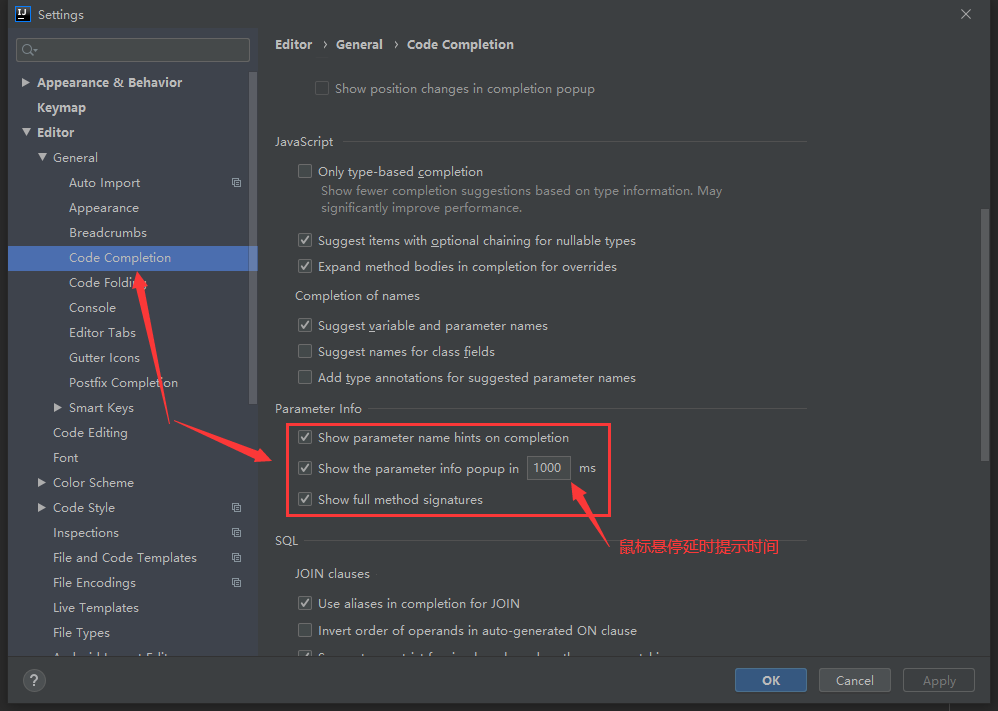 Settings
Appearance & Behavior
Keymap
Editor
General
Auto Import
Appearance
Breadcrumbs
Code Completion
Code Folding
Console
Editor Tabs
Gutter Icons
Postfix Completion
Smart Keys
Code Editing
Font
Color Scheme
Code Style
Inspections
File and Code Templates
File Encodings
Live Templates
File Types
Editor › General › Code Completion
Show position changes in completion popup
JavaScript
Only type-based completion
Show fewer completion suggestions based on type information. May
significantly improve performance.
Suggest items with optional chaining for nullable types
Expand method bodies in completion for overrides
Completion of names
Suggest variable and parameter names
Suggest names for class fields
Add type annotations for suggested parameter names
Parameter Info
Show parameter name hints on completion
Show the parameter info popup in 1000 ms
Show full method signatures
鼠标悬停延时提示时间
SQL
JOIN clauses
Use aliases in completion for JOIN
Invert order of operands in auto-generated ON clause
? OK Cancel Apply